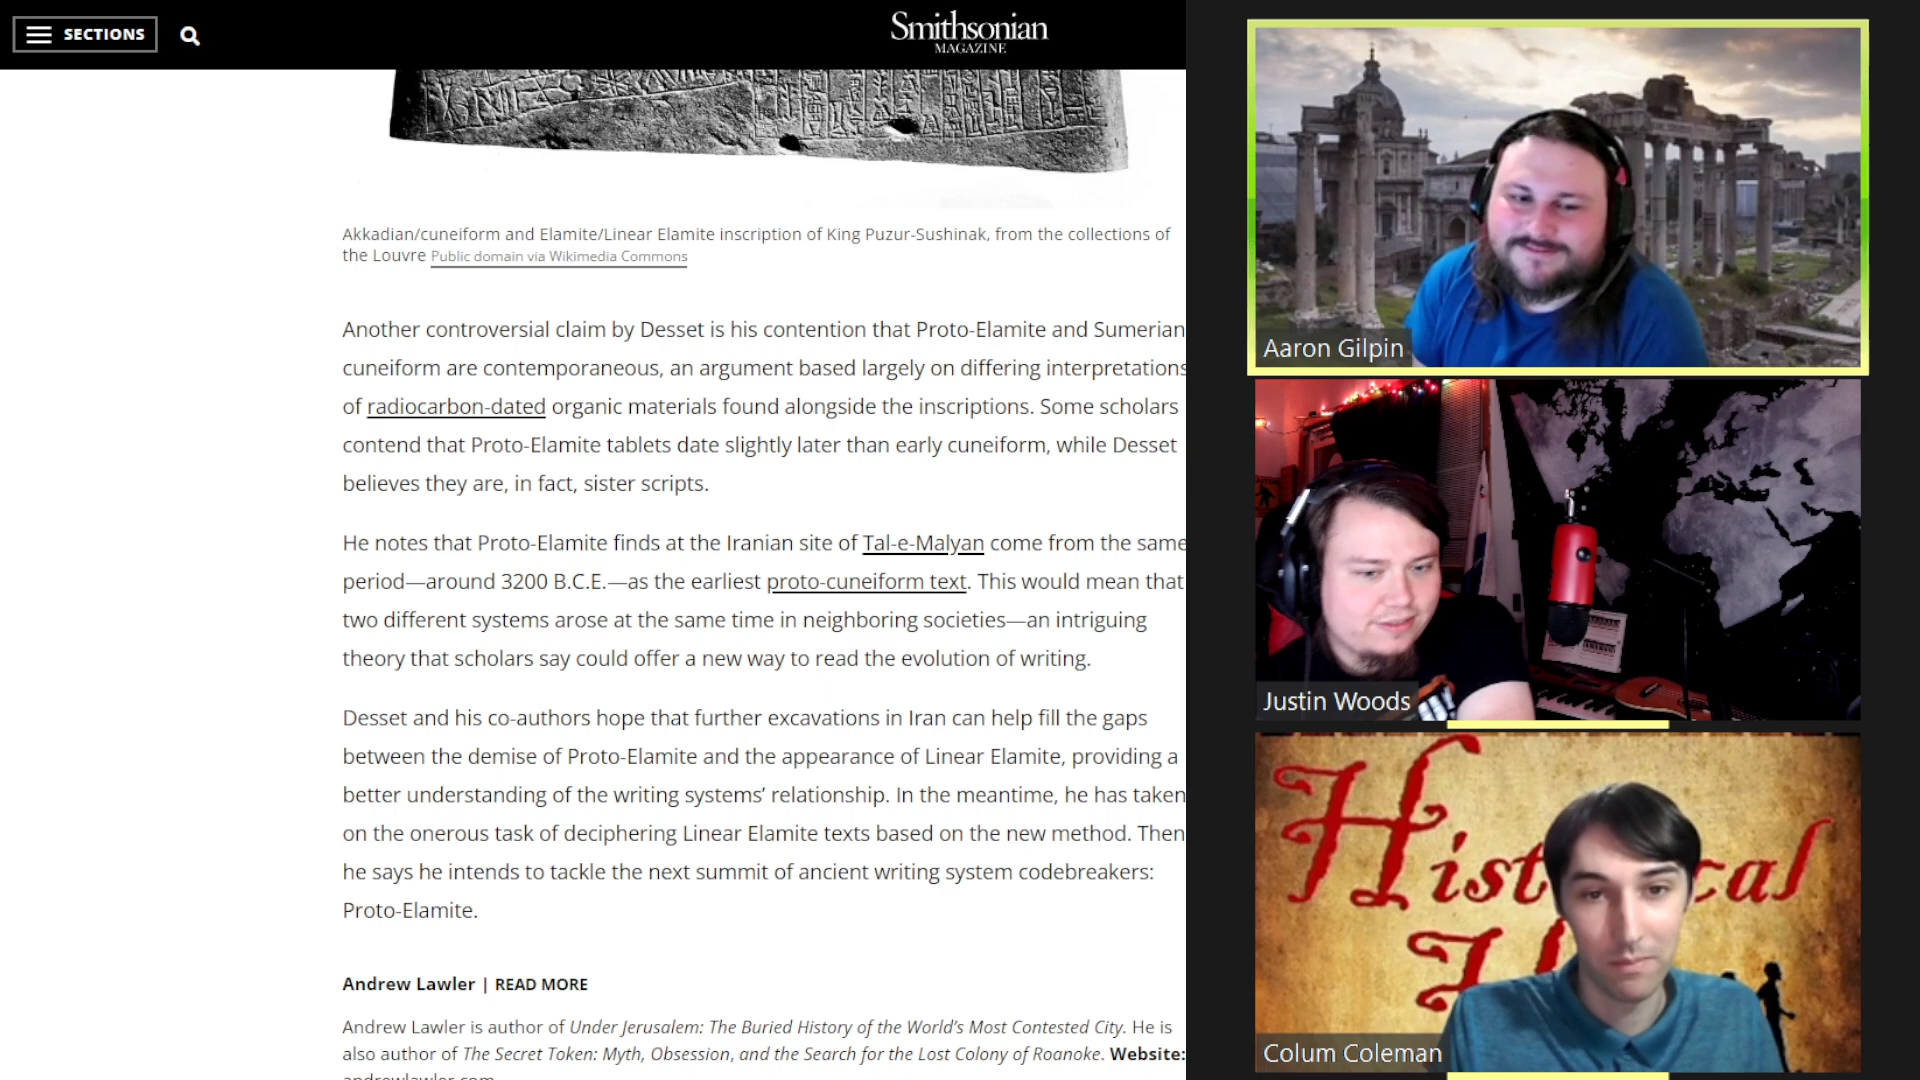 SECTIONS
Smithsonian
MAGAZINE
Akkadian/cuneiform and Elamite/Linear Elamite inscription of King Puzur-Sushinak, from the collections of
the Louvre Public domain via Wikimedia Commons
Another controversial claim by Desset is his contention that Proto-Elamite and Sumerian
cuneiform are contemporaneous, an argument based largely on differing interpretations
of radiocarbon-dated organic materials found alongside the inscriptions. Some scholars
contend that Proto-Elamite tablets date slightly later than early cuneiform, while Desset
believes they are, in fact, sister scripts.
He notes that Proto-Elamite finds at the Iranian site of Tal-e-Malyan come from the same
period—around 3200 B.C.E.—as the earliest proto-cuneiform text. This would mean that
two different systems arose at the same time in neighboring societies—an intriguing
theory that scholars say could offer a new way to read the evolution of writing.
Desset and his co-authors hope that further excavations in Iran can help fill the gaps
between the demise of Proto-Elamite and the appearance of Linear Elamite, providing a
better understanding of the writing systems’ relationship. In the meantime, he has taken
on the onerous task of deciphering Linear Elamite texts based on the new method. Then
he says he intends to tackle the next summit of ancient writing system codebreakers:
Proto-Elamite.
Andrew Lawler | READ MORE
Andrew Lawler is author of Under Jerusalem: The Buried History of the World’s Most Contested City. He is
also author of The Secret Token: Myth, Obsession, and the Search for the Lost Colony of Roanoke. Website:
andrewlawler.com
Aaron Gilpin
Justin Woods
Colum Coleman